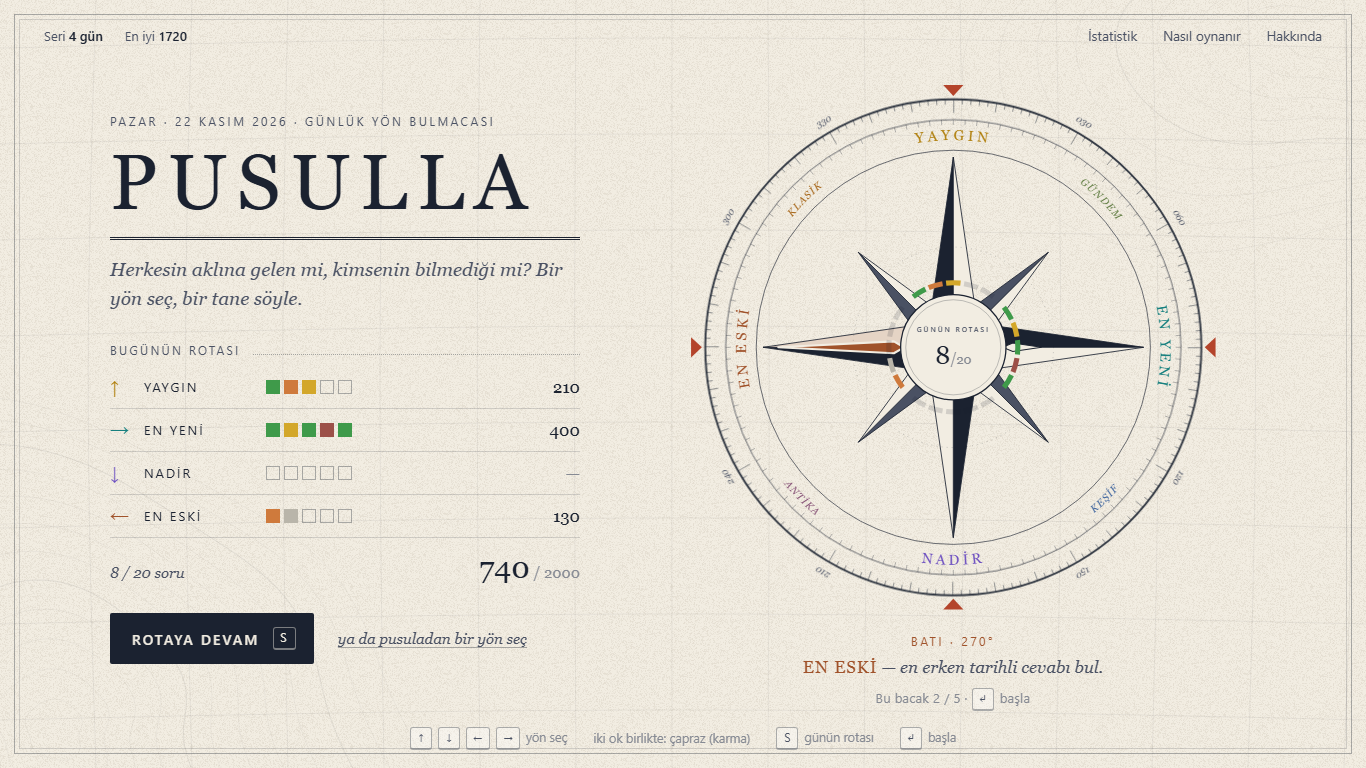 Seri 4 gün En iyi 1720
İstatistik Nasıl oynanır Hakkında
PAZAR · 22 KASIM 2026 · GÜNLÜK YÖN BULMACASI
PUSULLA
Herkesin aklına gelen mi, kimsenin bilmediği mi? Bir
yön seç, bir tane söyle.
BUGÜNÜN ROTASI
↑ YAYGIN 210
→ EN YENİ 400
↓ NADİR —
← EN ESKİ 130
8 / 20 soru 740 / 2000
ROTAYA DEVAM S
ya da pusuladan bir yön seç
330
030
YAYGIN
KLASİK
GÜNDEM
300
060
EN ESKİ
GÜNÜN ROTASI
8/20
EN YENİ
240
120
ANTİKA
KEŞİF
NADİR
210
150
BATI · 270°
EN ESKİ — en erken tarihli cevabı bul.
Bu bacak 2 / 5 · ↵ başla
↑ ↓ ← → yön seç iki ok birlikte: çapraz (karma) S günün rotası ↵ başla